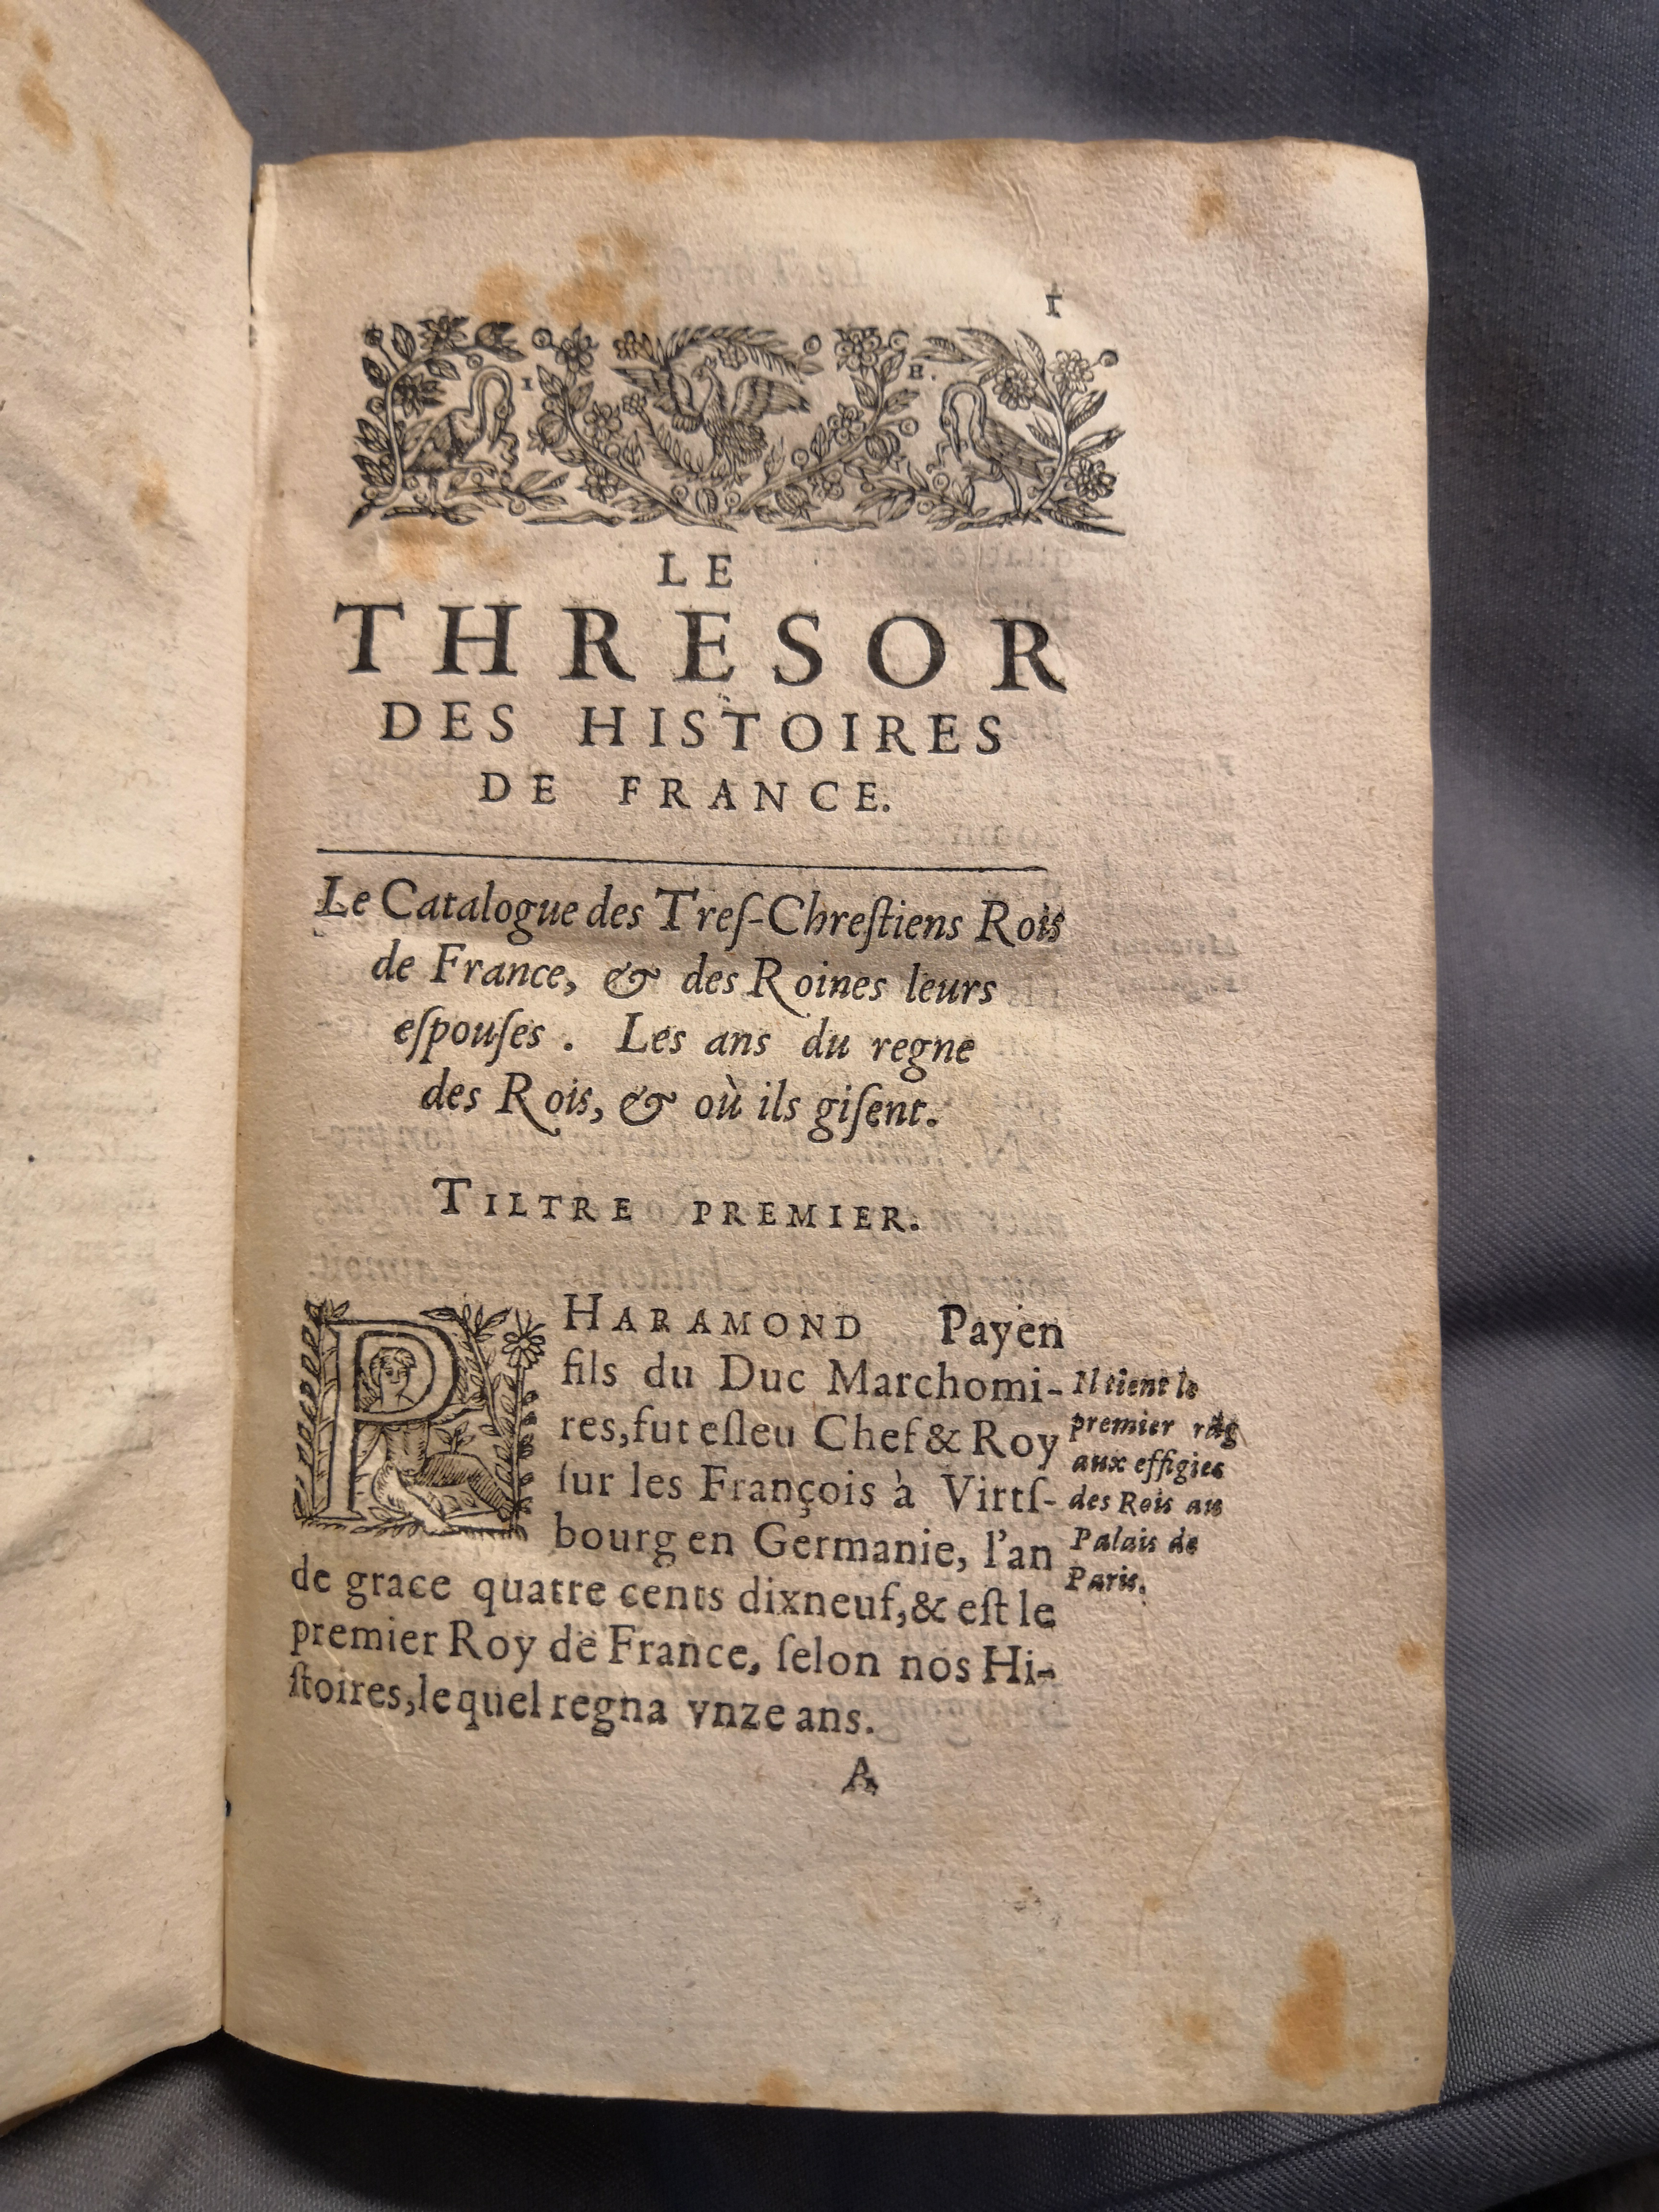 1
I H.
LE
THRESOR
DES HISTOIRES
DE FRANCE.
Le Catalogue des Treſ-Chreſtiens Rois
de France, & des Roines leurs
eſpouſes . Les ans du regne
des Rois, & où ils giſent.
TILTRE PREMIER.
PHARAMOND Payen
fils du Duc Marchomi-
res, fut eſleu Chef & Roy
ſur les François à Virtſ-
bourg en Germanie, l'an
de grace quatre cents dixneuf, & eſt le
premier Roy de France, ſelon nos Hi-
ſtoires, lequel regna vnze ans.
Il tient le
premier rãg
aux effigies
des Rois au
Palais de
Paris.
A